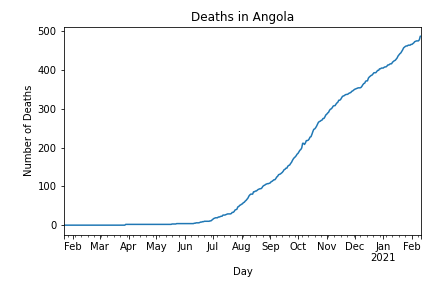 Deaths in Angola
500
400
300
200
100
0
Number of Deaths
Feb Mar Apr May Jun Jul Aug Sep Oct Nov Dec Jan Feb
2021
Day